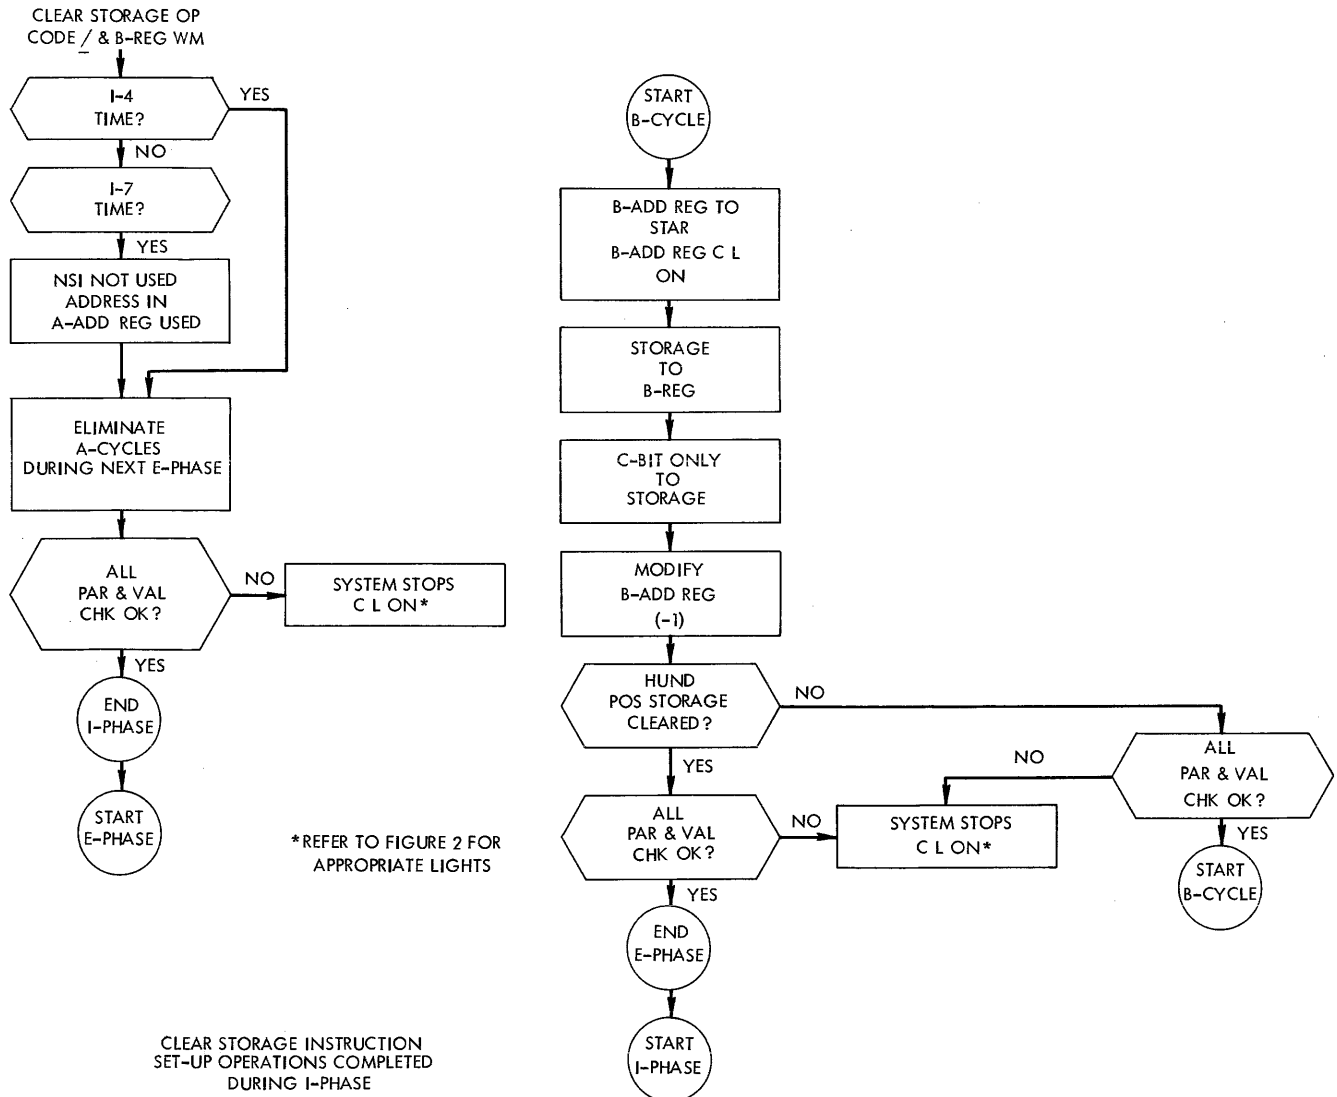 CLEAR STORAGE OP
CODE / & B-REG WM
I-4
TIME?
YES
NO
I-7
TIME?
YES
NSI NOT USED
ADDRESS IN
A-ADD REG USED
ELIMINATE
A-CYCLES
DURING NEXT E-PHASE
ALL
PAR & VAL
CHK OK?
NO
SYSTEM STOPS
C L ON*
YES
END
I-PHASE
START
E-PHASE
*REFER TO FIGURE 2 FOR
APPROPRIATE LIGHTS
CLEAR STORAGE INSTRUCTION
SET-UP OPERATIONS COMPLETED
DURING I-PHASE
START
B-CYCLE
B-ADD REG TO
STAR
B-ADD REG C L
ON
STORAGE
TO
B-REG
C-BIT ONLY
TO
STORAGE
MODIFY
B-ADD REG
(-1)
HUND
POS STORAGE
CLEARED?
NO
YES
ALL
PAR & VAL
CHK OK?
NO
SYSTEM STOPS
C L ON*
NO
ALL
PAR & VAL
CHK OK?
YES
START
B-CYCLE
YES
END
E-PHASE
START
I-PHASE